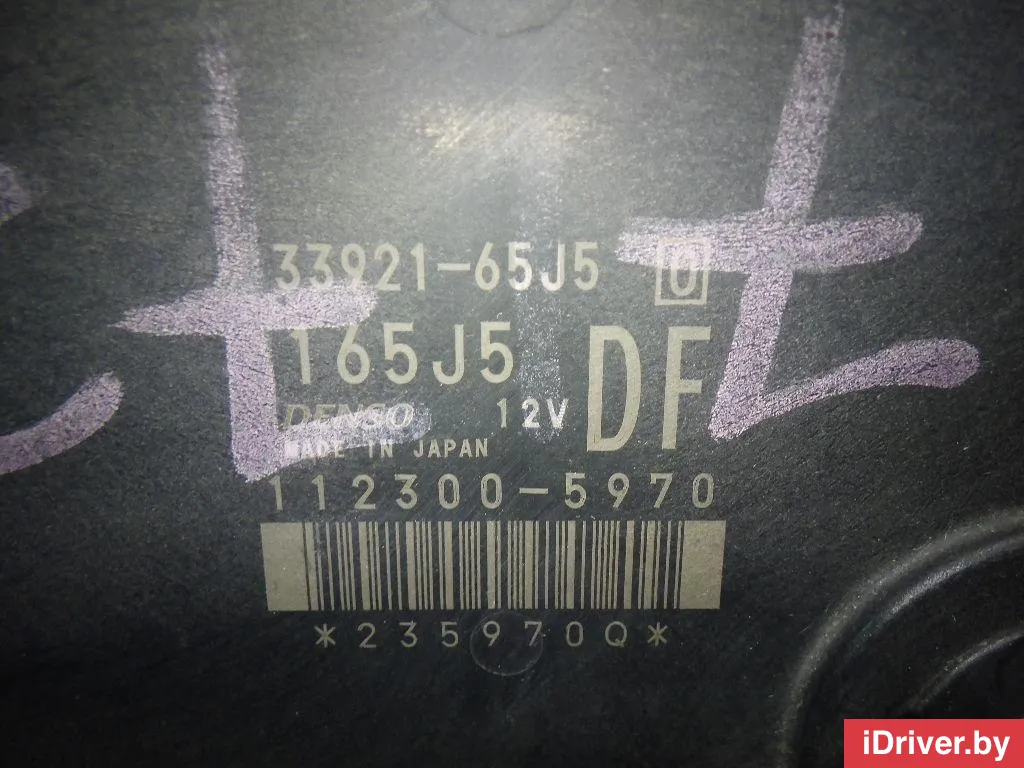 33921-65J5 U
165J5 DF
DENSO 12V
MADE IN JAPAN
112300-5970
*235970Q*
iDriver.by